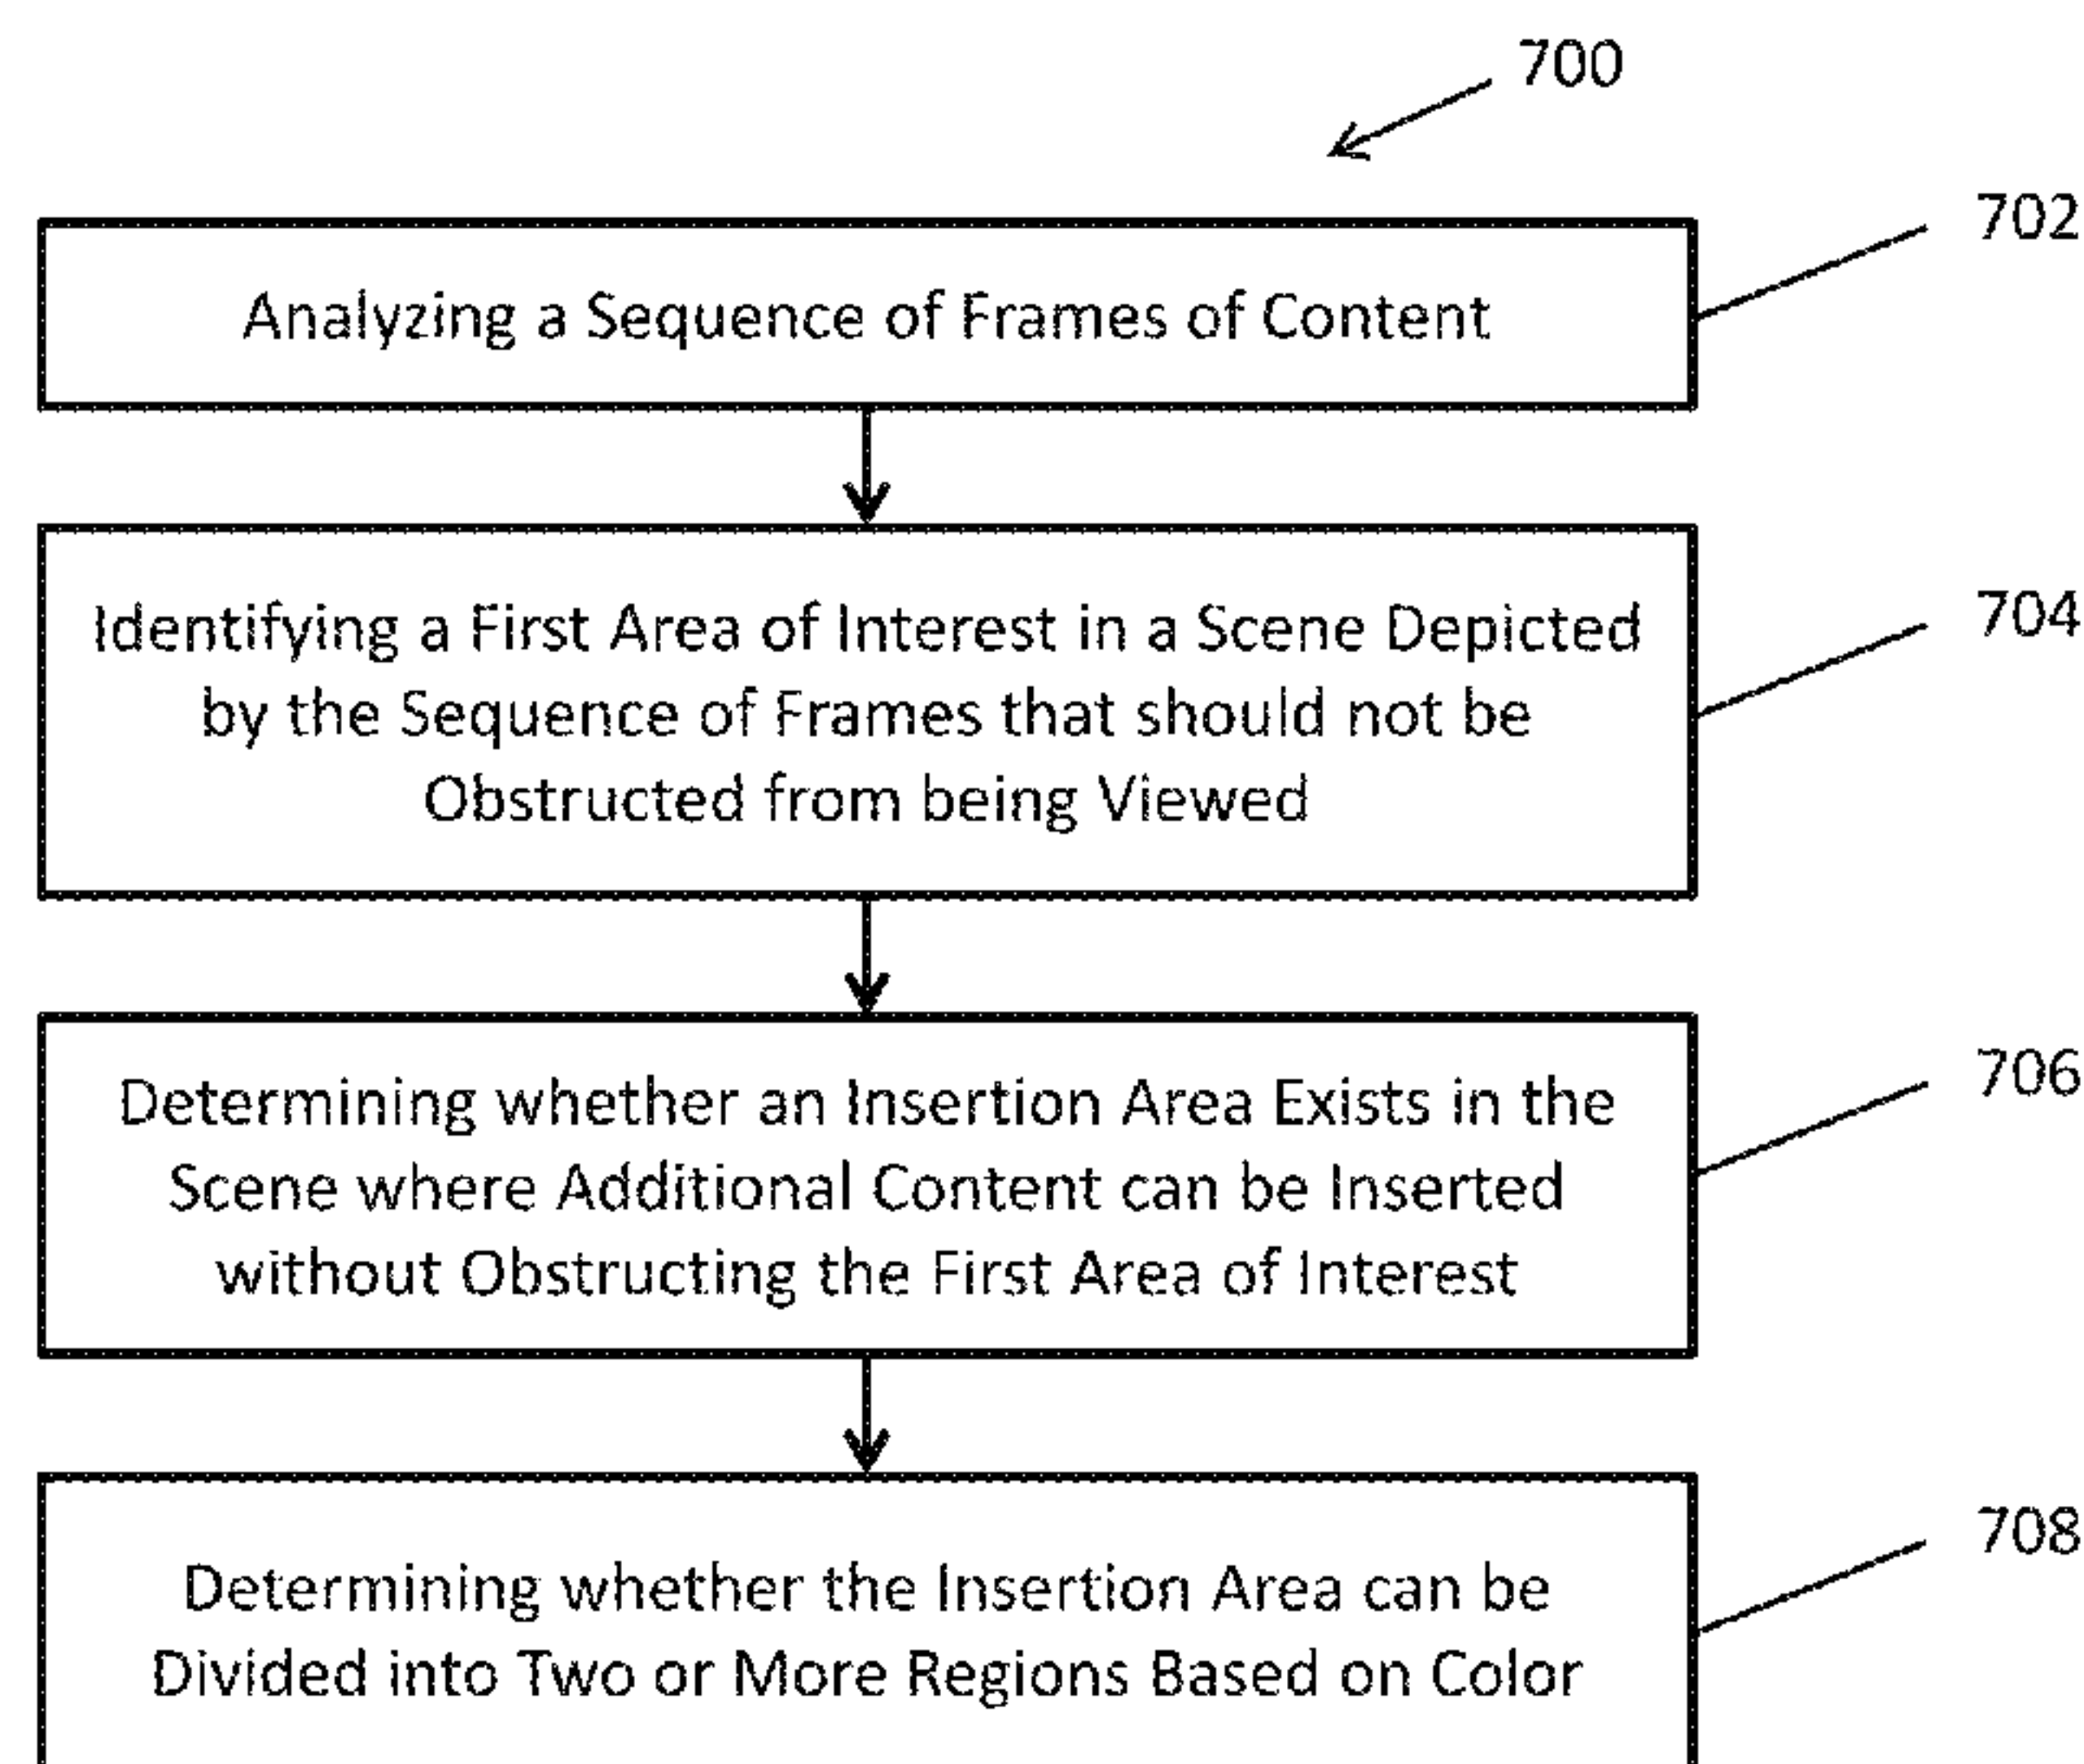 700
702
Analyzing a Sequence of Frames of Content
704
Identifying a First Area of Interest in a Scene Depicted
by the Sequence of Frames that should not be
Obstructed from being Viewed
706
Determining whether an Insertion Area Exists in the
Scene where Additional Content can be Inserted
without Obstructing the First Area of Interest
708
Determining whether the Insertion Area can be
Divided into Two or More Regions Based on Color